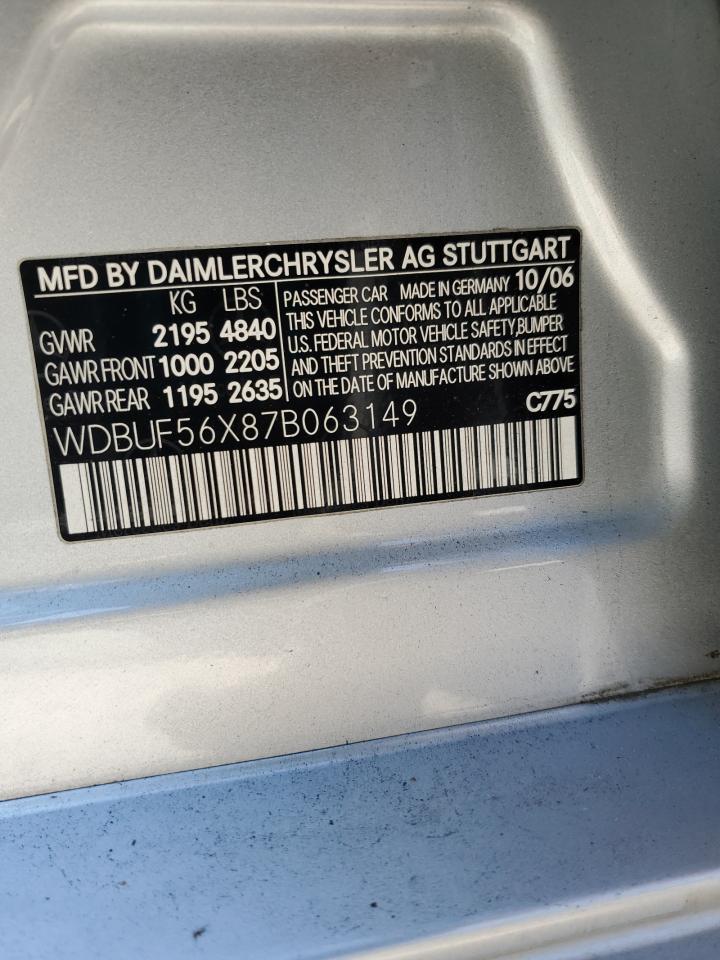 MFD BY DAIMLERCHRYSLER AG STUTTGART
KG LBS
GVWR 2195 4840
GAWR FRONT 1000 2205
GAWR REAR 1195 2635
PASSENGER CAR MADE IN GERMANY 10/06
THIS VEHICLE CONFORMS TO ALL APPLICABLE
U.S. FEDERAL MOTOR VEHICLE SAFETY,BUMPER
AND THEFT PREVENTION STANDARDS IN EFFECT
ON THE DATE OF MANUFACTURE SHOWN ABOVE
C775
WDBUF56X87B063149